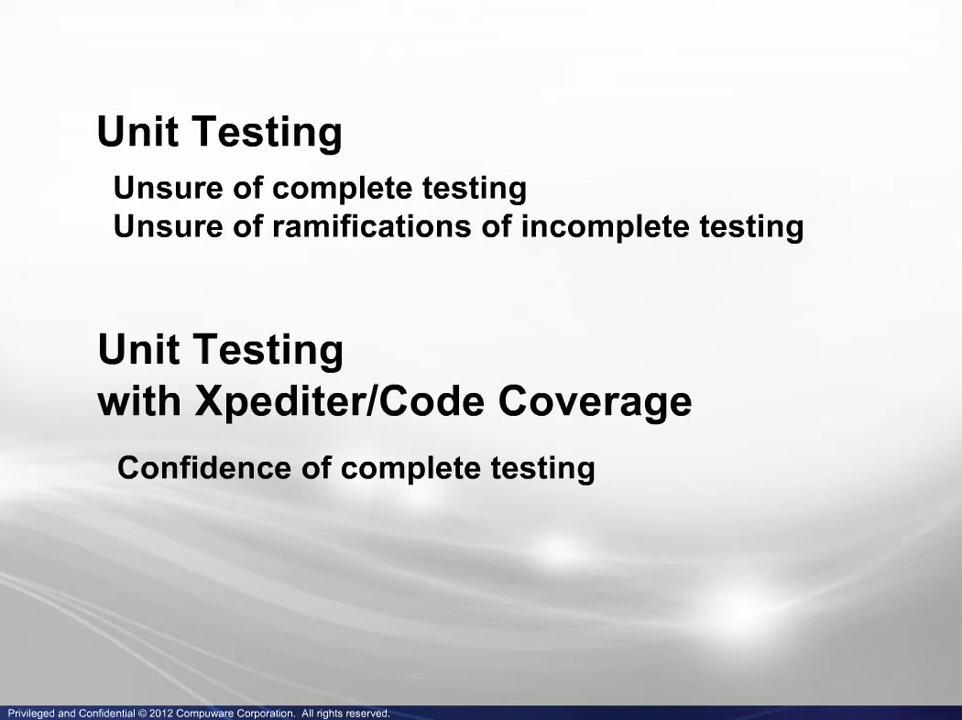 Unit Testing
Unsure of complete testing
Unsure of ramifications of incomplete testing
Unit Testing
with Xpediter/Code Coverage
Confidence of complete testing
Privileged and Confidential © 2012 Compuware Corporation. All rights reserved.